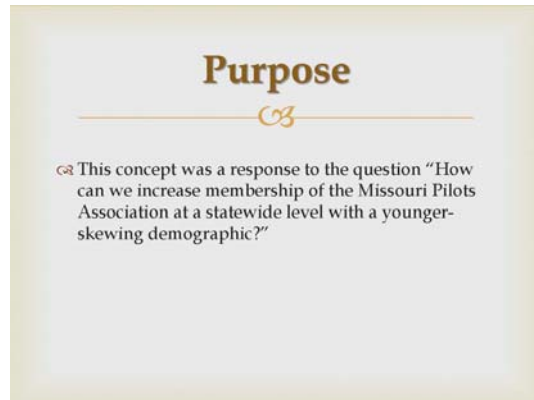 Purpose
This concept was a response to the question “How
can we increase membership of the Missouri Pilots
Association at a statewide level with a younger-
skewing demographic?”